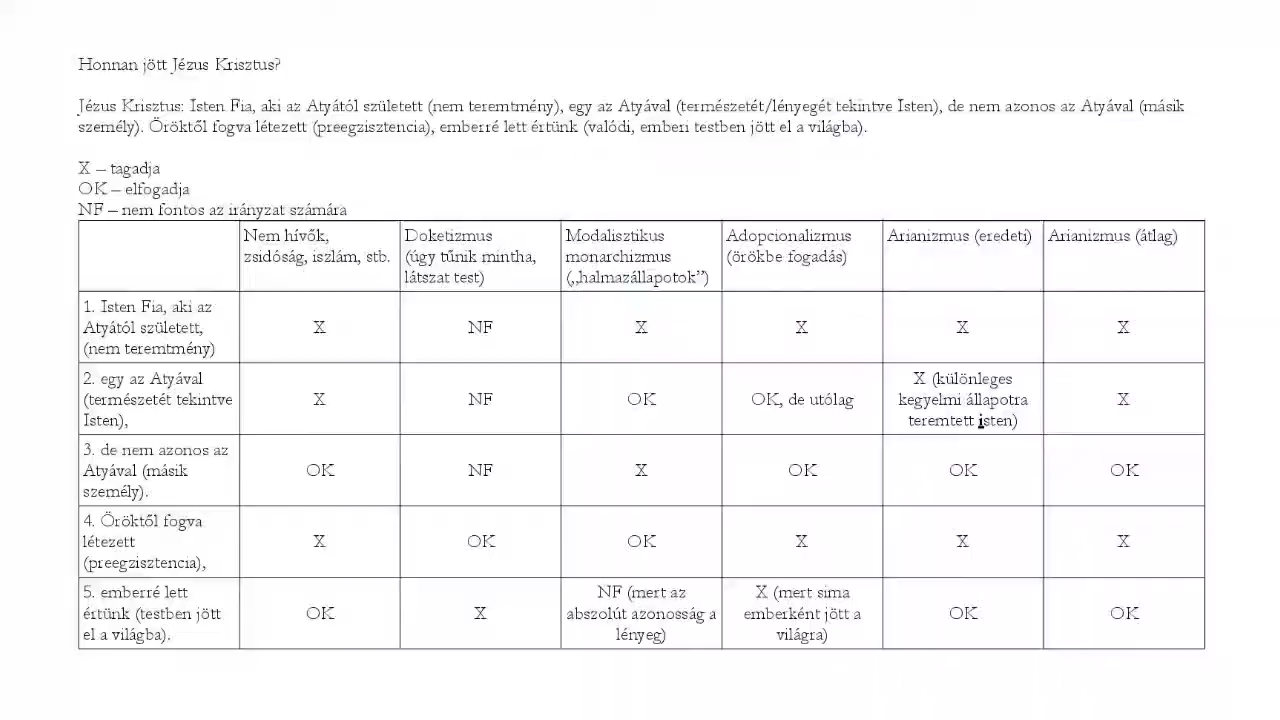 Honnan jött Jézus Krisztus?
Jézus Krisztus: Isten Fia, aki az Atyától született (nem teremtmény), egy az Atyával (természetét/lényegét tekintve Isten), de nem azonos az Atyával (másik
személy). Öröktől fogva létezett (preegzisztencia), emberré lett értünk (valódi, emberi testben jött el a világba).
X – tagadja
OK – elfogadja
NF – nem fontos az irányzat számára
Nem hívők,
zsidóság, iszlám, stb.
Doketizmus
(úgy tűnik mintha,
látszat test)
Modalisztikus
monarchizmus
(„halmazállapotok”)
Adopcionalizmus
(örökbe fogadás)
Arianizmus (eredeti)
Arianizmus (átlag)
1. Isten Fia, aki az
Atyától született,
(nem teremtmény)
X
NF
X
X
X
X
2. egy az Atyával
(természetét tekintve
Isten),
X
NF
OK
OK, de utólag
X (különleges
kegyelmi állapotra
teremtett isten)
X
3. de nem azonos az
Atyával (másik
személy).
OK
NF
X
OK
OK
OK
4. Öröktől fogva
létezett
(preegzisztencia),
X
OK
OK
X
X
X
5. emberré lett
értünk (testben jött
el a világba).
OK
X
NF (mert az
abszolút azonosság a
lényeg)
X (mert sima
emberként jött a
világra)
OK
OK